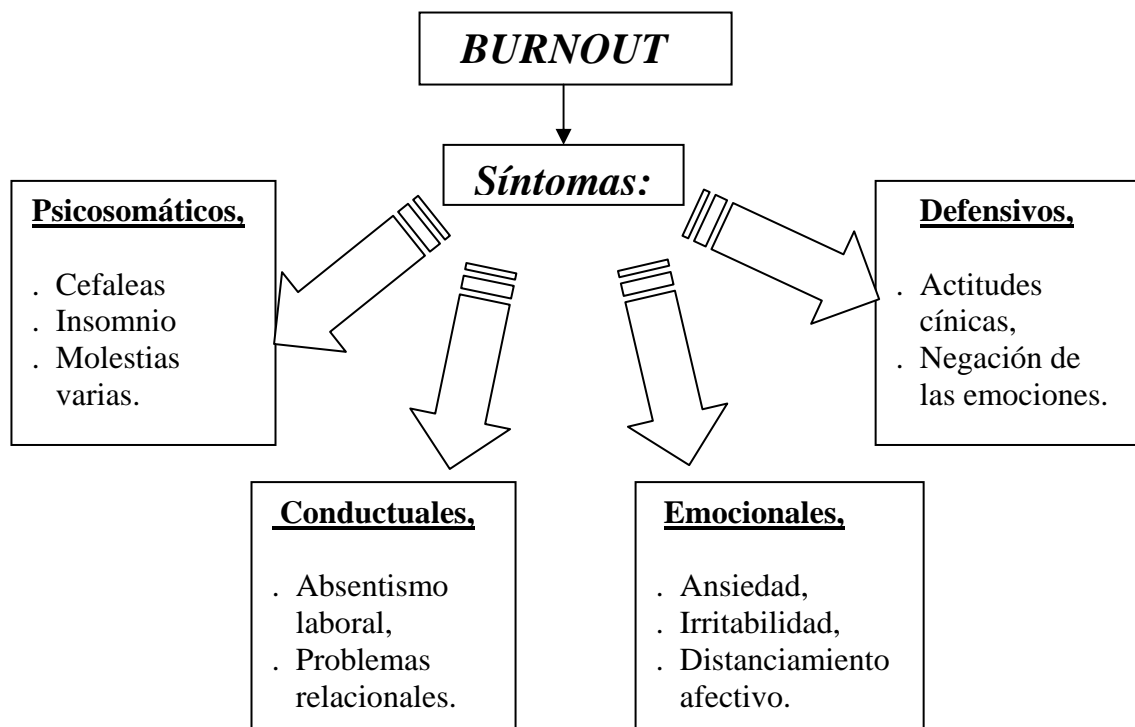 BURNOUT
Síntomas:
Psicosomáticos,
. Cefaleas
. Insomnio
. Molestias
varias.
Defensivos,
. Actitudes
cínicas,
. Negación de
las emociones.
Conductuales,
. Absentismo
laboral,
. Problemas
relacionales.
Emocionales,
. Ansiedad,
. Irritabilidad,
. Distanciamiento
afectivo.